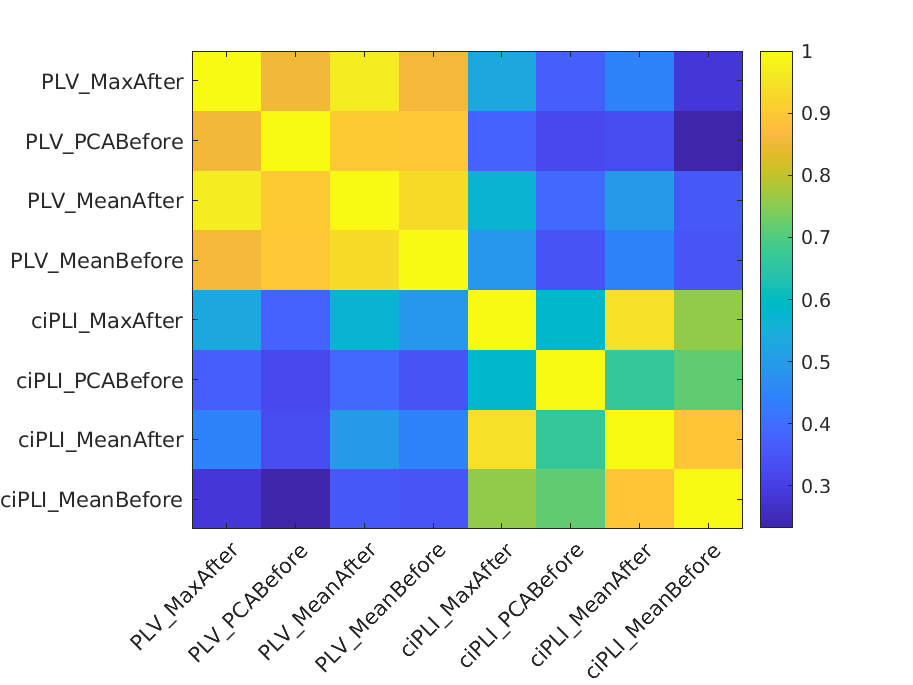 PLV_MaxAfter
PLV_PCABefore
PLV_MeanAfter
PLV_MeanBefore
ciPLI_MaxAfter
ciPLI_PCABefore
ciPLI_MeanAfter
ciPLI_MeanBefore
1
0.9
0.8
0.7
0.6
0.5
0.4
0.3
PLV_MaxAfter
PLV_PCABefore
PLV_MeanAfter
PLV_MeanBefore
ciPLI_MaxAfter
ciPLI_PCABefore
ciPLI_MeanAfter
ciPLI_MeanBefore